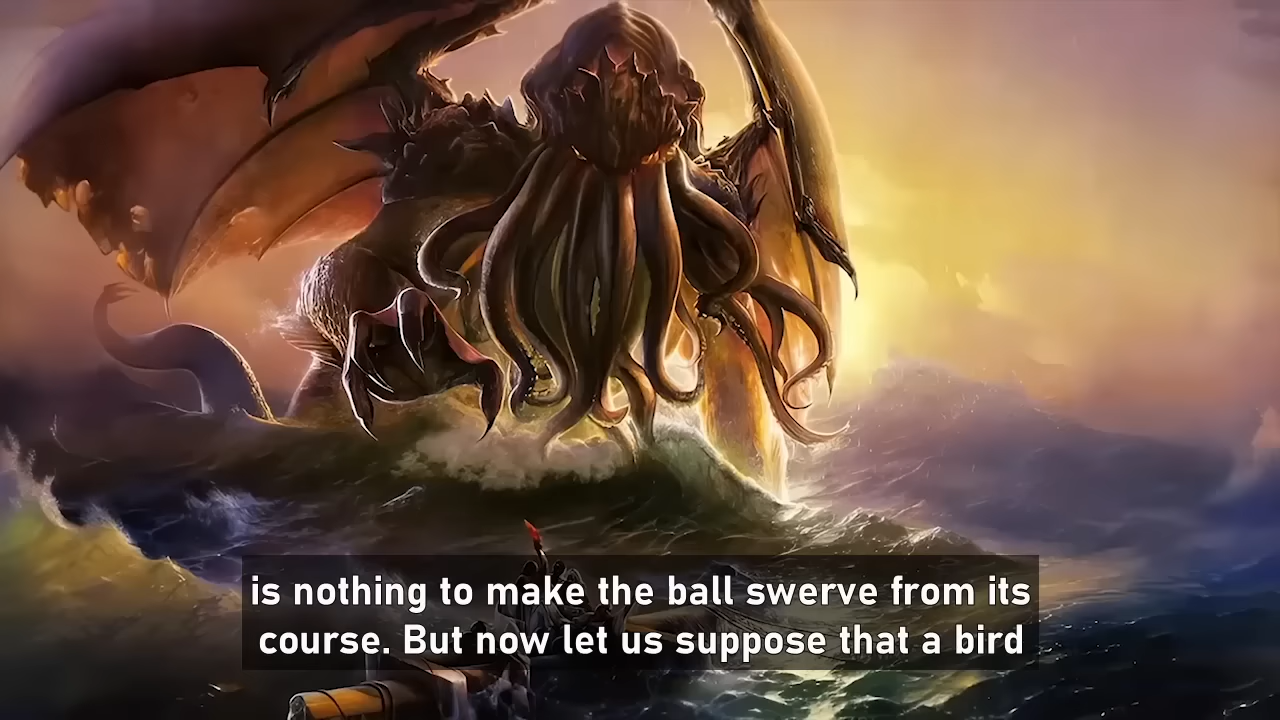 is nothing to make the ball swerve from its
course. But now let us suppose that a bird